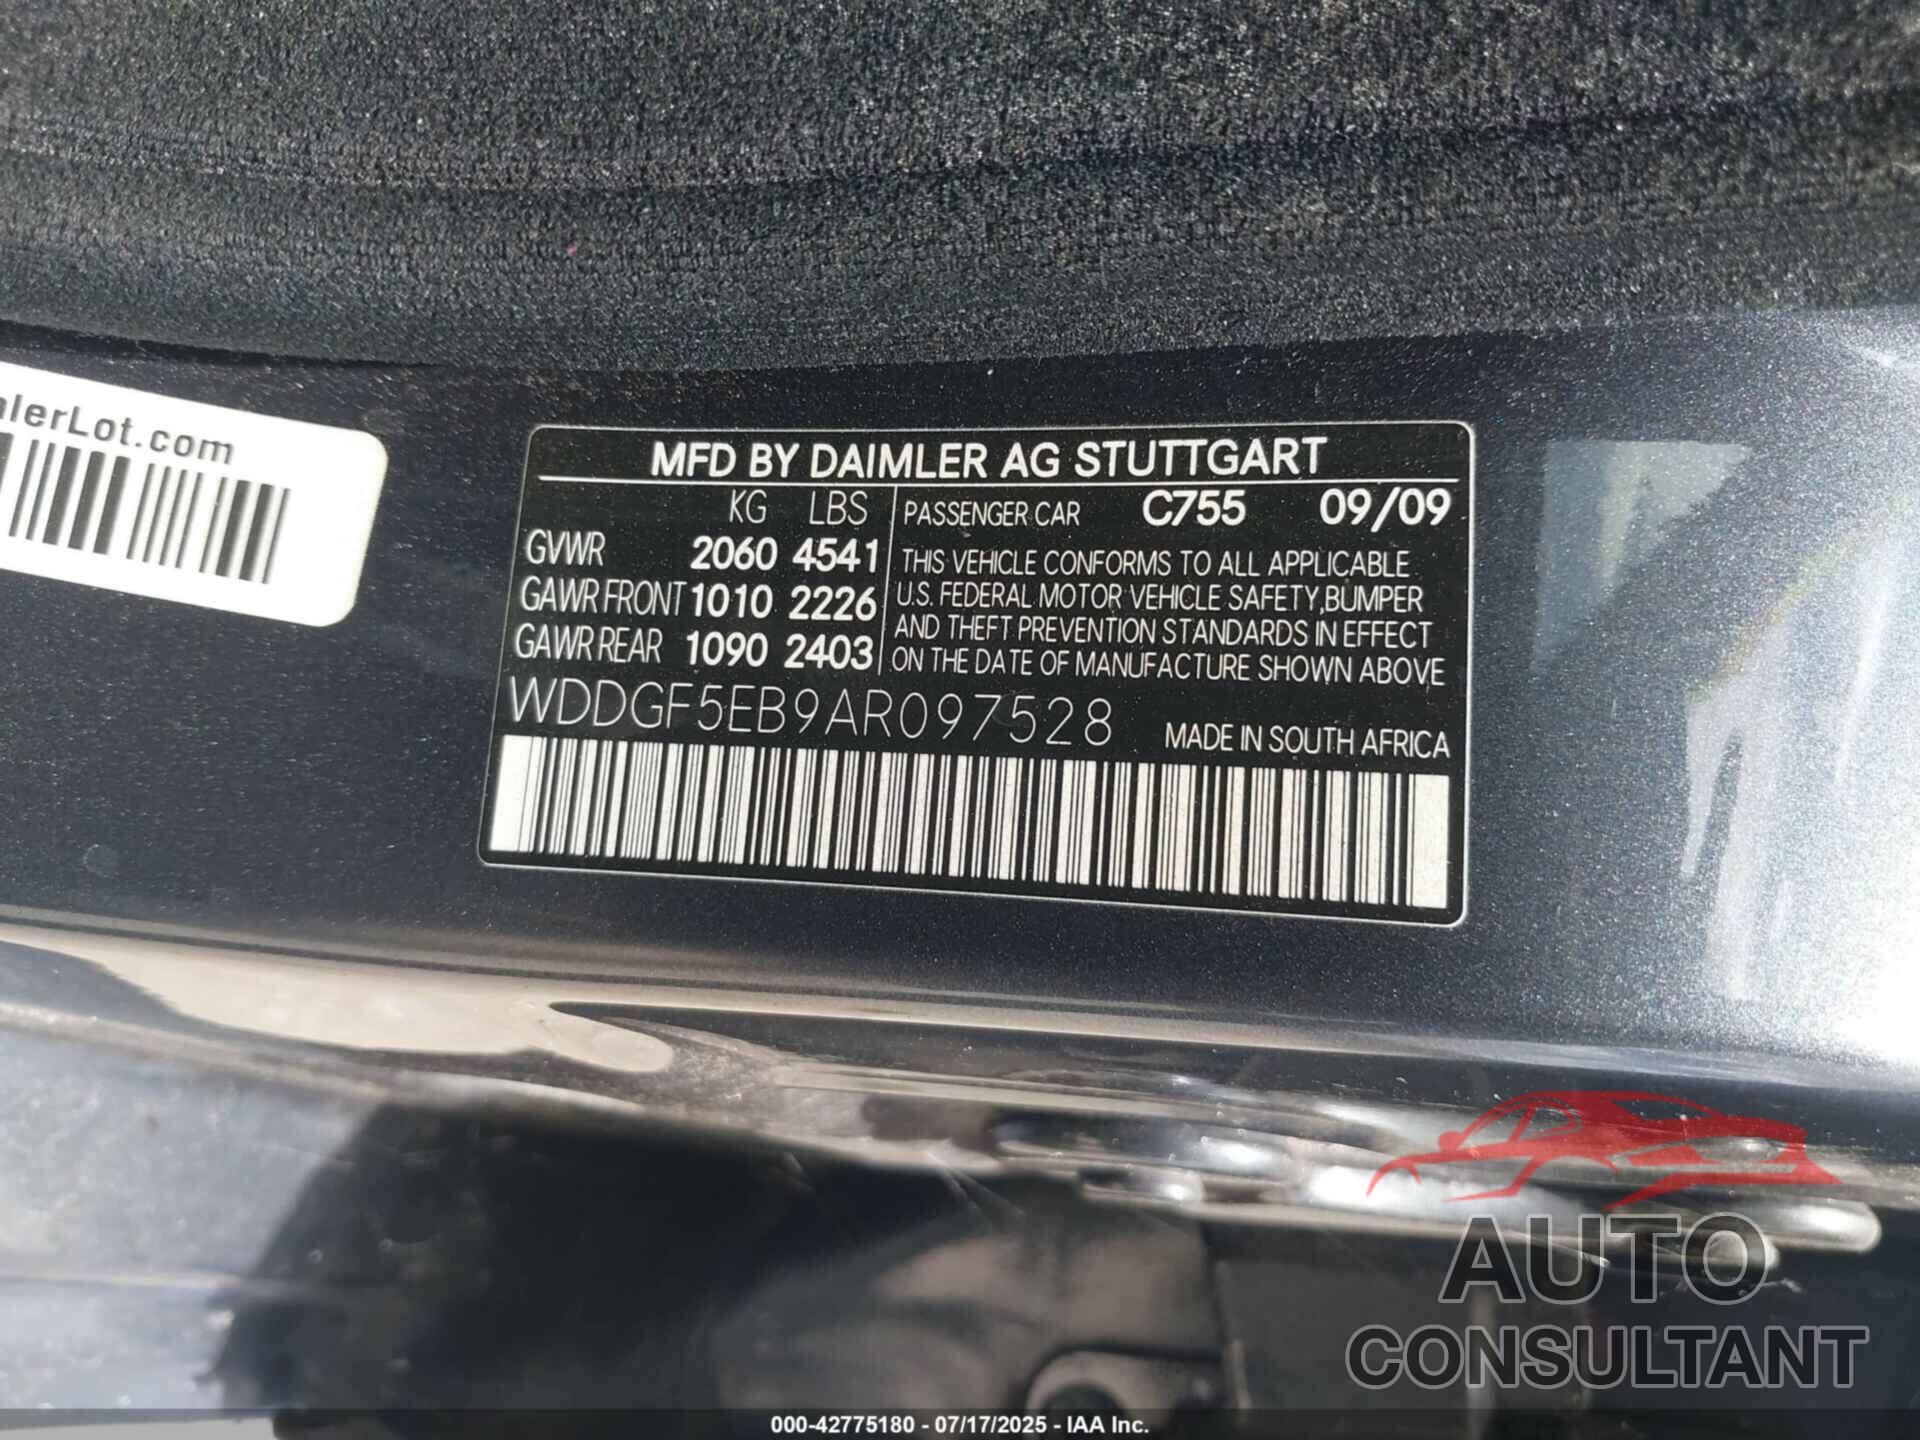 alerLot.com
MFD BY DAIMLER AG STUTTGART
KG LBS
GVWR 2060 4541
GAWR FRONT 1010 2226
GAWR REAR 1090 2403
PASSENGER CAR C755 09/09
THIS VEHICLE CONFORMS TO ALL APPLICABLE
U.S. FEDERAL MOTOR VEHICLE SAFETY,BUMPER
AND THEFT PREVENTION STANDARDS IN EFFECT
ON THE DATE OF MANUFACTURE SHOWN ABOVE
WDDGF5EB9AR097528
MADE IN SOUTH AFRICA
AUTO
CONSULTANT
000-42775180 - 07/17/2025 - IAA Inc.